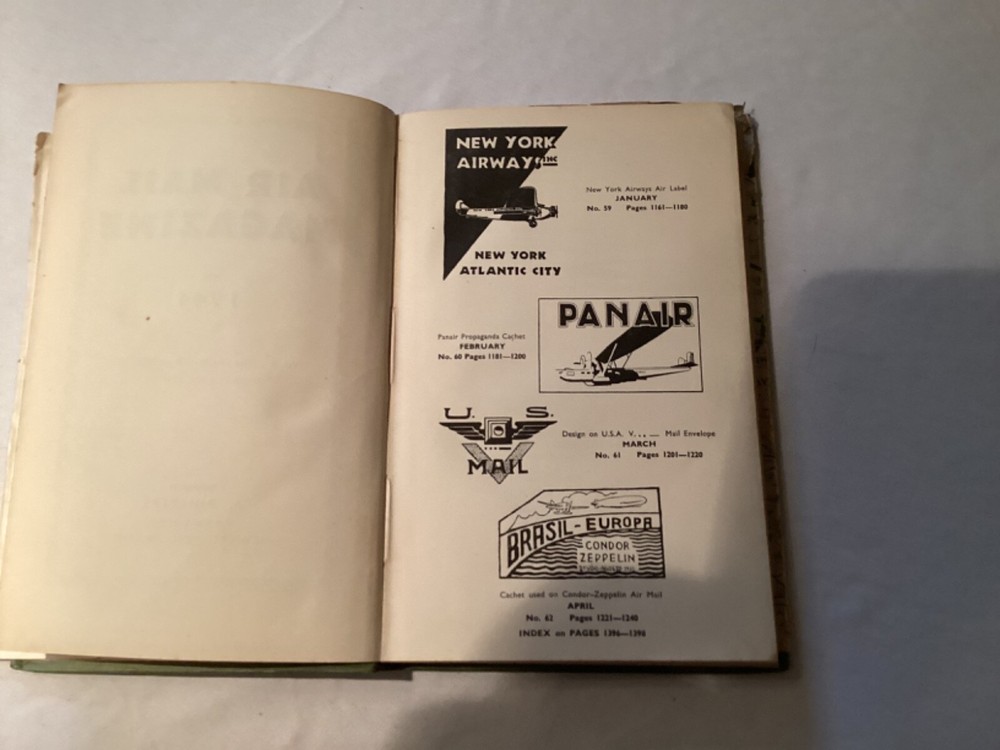 NEW YORK
AIRWAYS INC
New York Airways Air Label
JANUARY
No. 59 Pages 1161—1180
NEW YORK
ATLANTIC CITY
PANAIR
Panair Propaganda Cachet
FEBRUARY
No. 60 Pages 1181—1200
U. S.
MAIL
Design on U.S.A. V...— Mail Envelope
MARCH
No. 61 Pages 1201—1220
BRASIL-EUROPA
CONDOR
ZEPPELIN
Cachet used on Condor-Zeppelin Air Mail
APRIL
No. 62 Pages 1221—1240
INDEX on PAGES 1396—1398